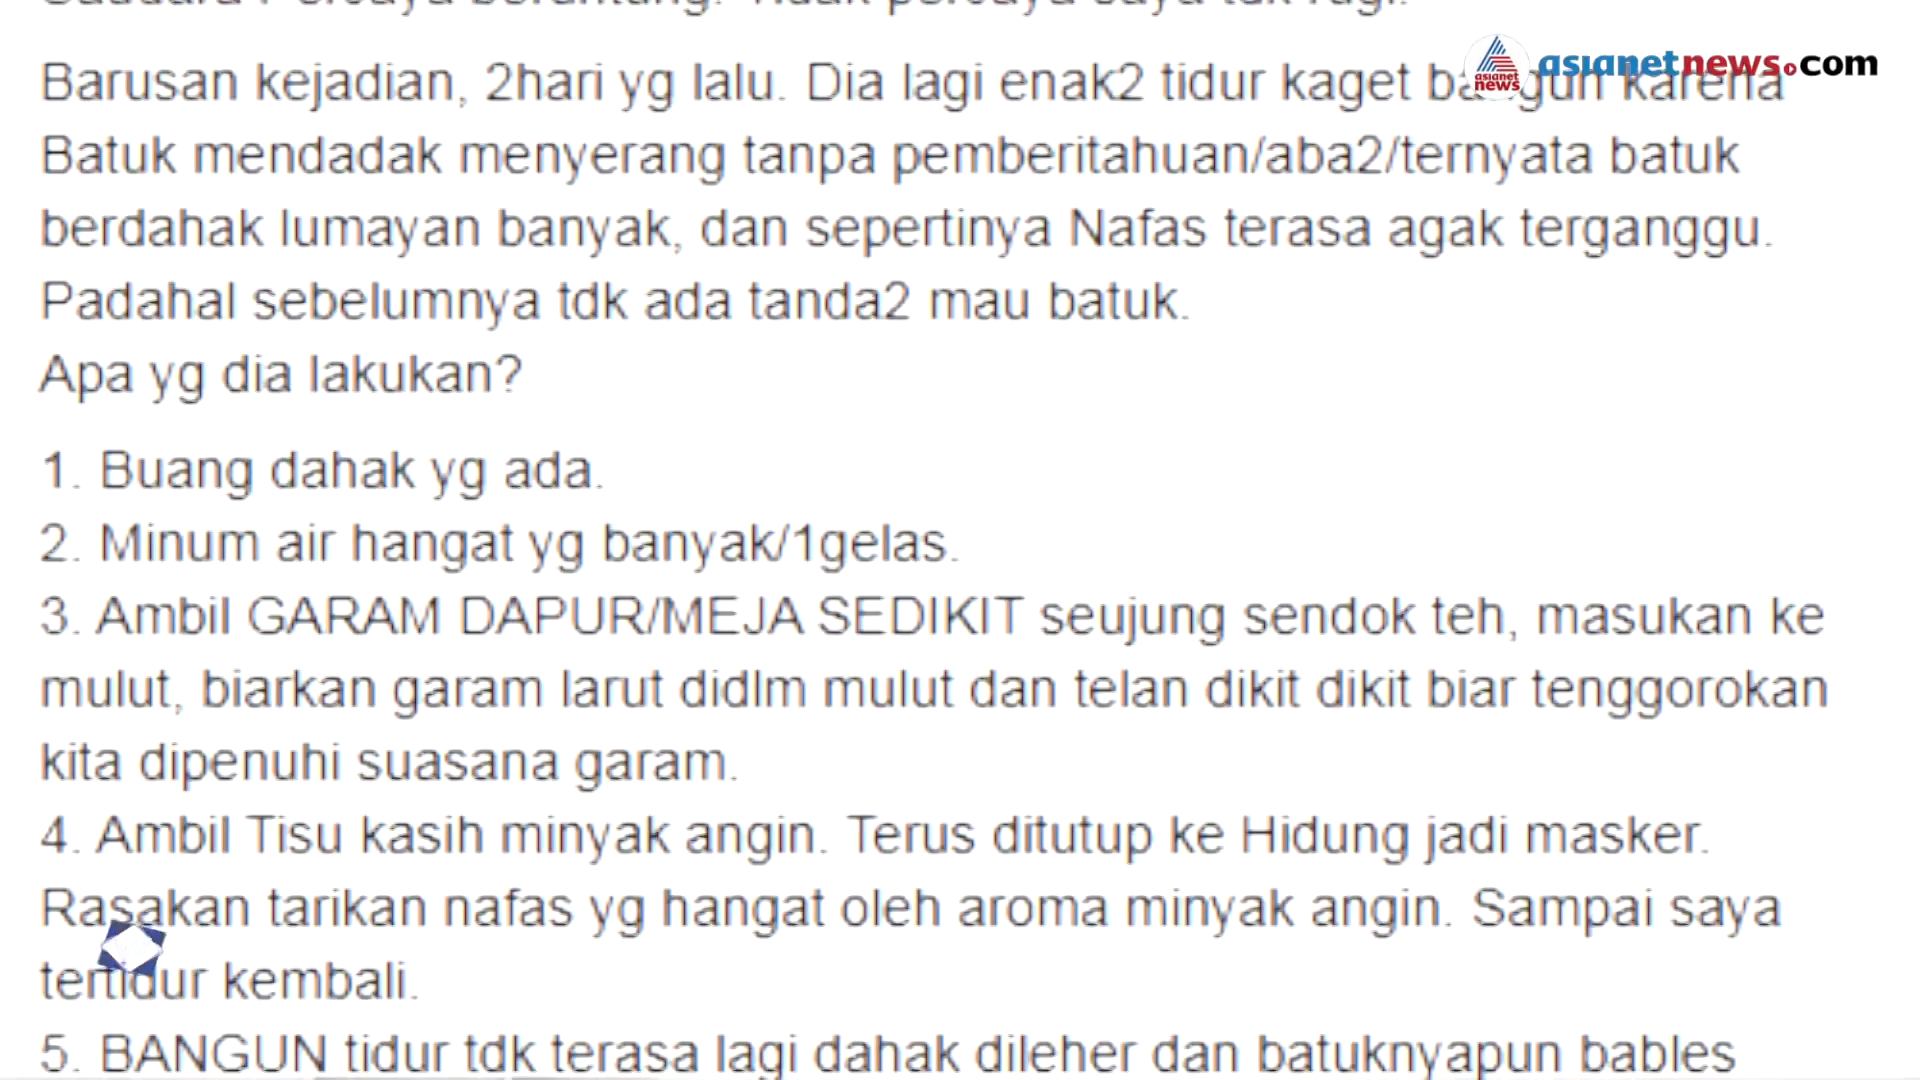 Barusan kejadian, 2hari yg lalu. Dia lagi enak2 tidur kaget bangun karena
Batuk mendadak menyerang tanpa pemberitahuan/aba2/ternyata batuk
berdahak lumayan banyak, dan sepertinya Nafas terasa agak terganggu.
Padahal sebelumnya tdk ada tanda2 mau batuk.
Apa yg dia lakukan?
1. Buang dahak yg ada.
2. Minum air hangat yg banyak/1gelas.
3. Ambil GARAM DAPUR/MEJA SEDIKIT seujung sendok teh, masukan ke
mulut, biarkan garam larut didlm mulut dan telan dikit dikit biar tenggorokan
kita dipenuhi suasana garam.
4. Ambil Tisu kasih minyak angin. Terus ditutup ke Hidung jadi masker.
Rasakan tarikan nafas yg hangat oleh aroma minyak angin. Sampai saya
tertidur kembali.
5. BANGUN tidur tdk terasa lagi dahak dileher dan batuknyapun bables
asianet
news
asianetnews.com